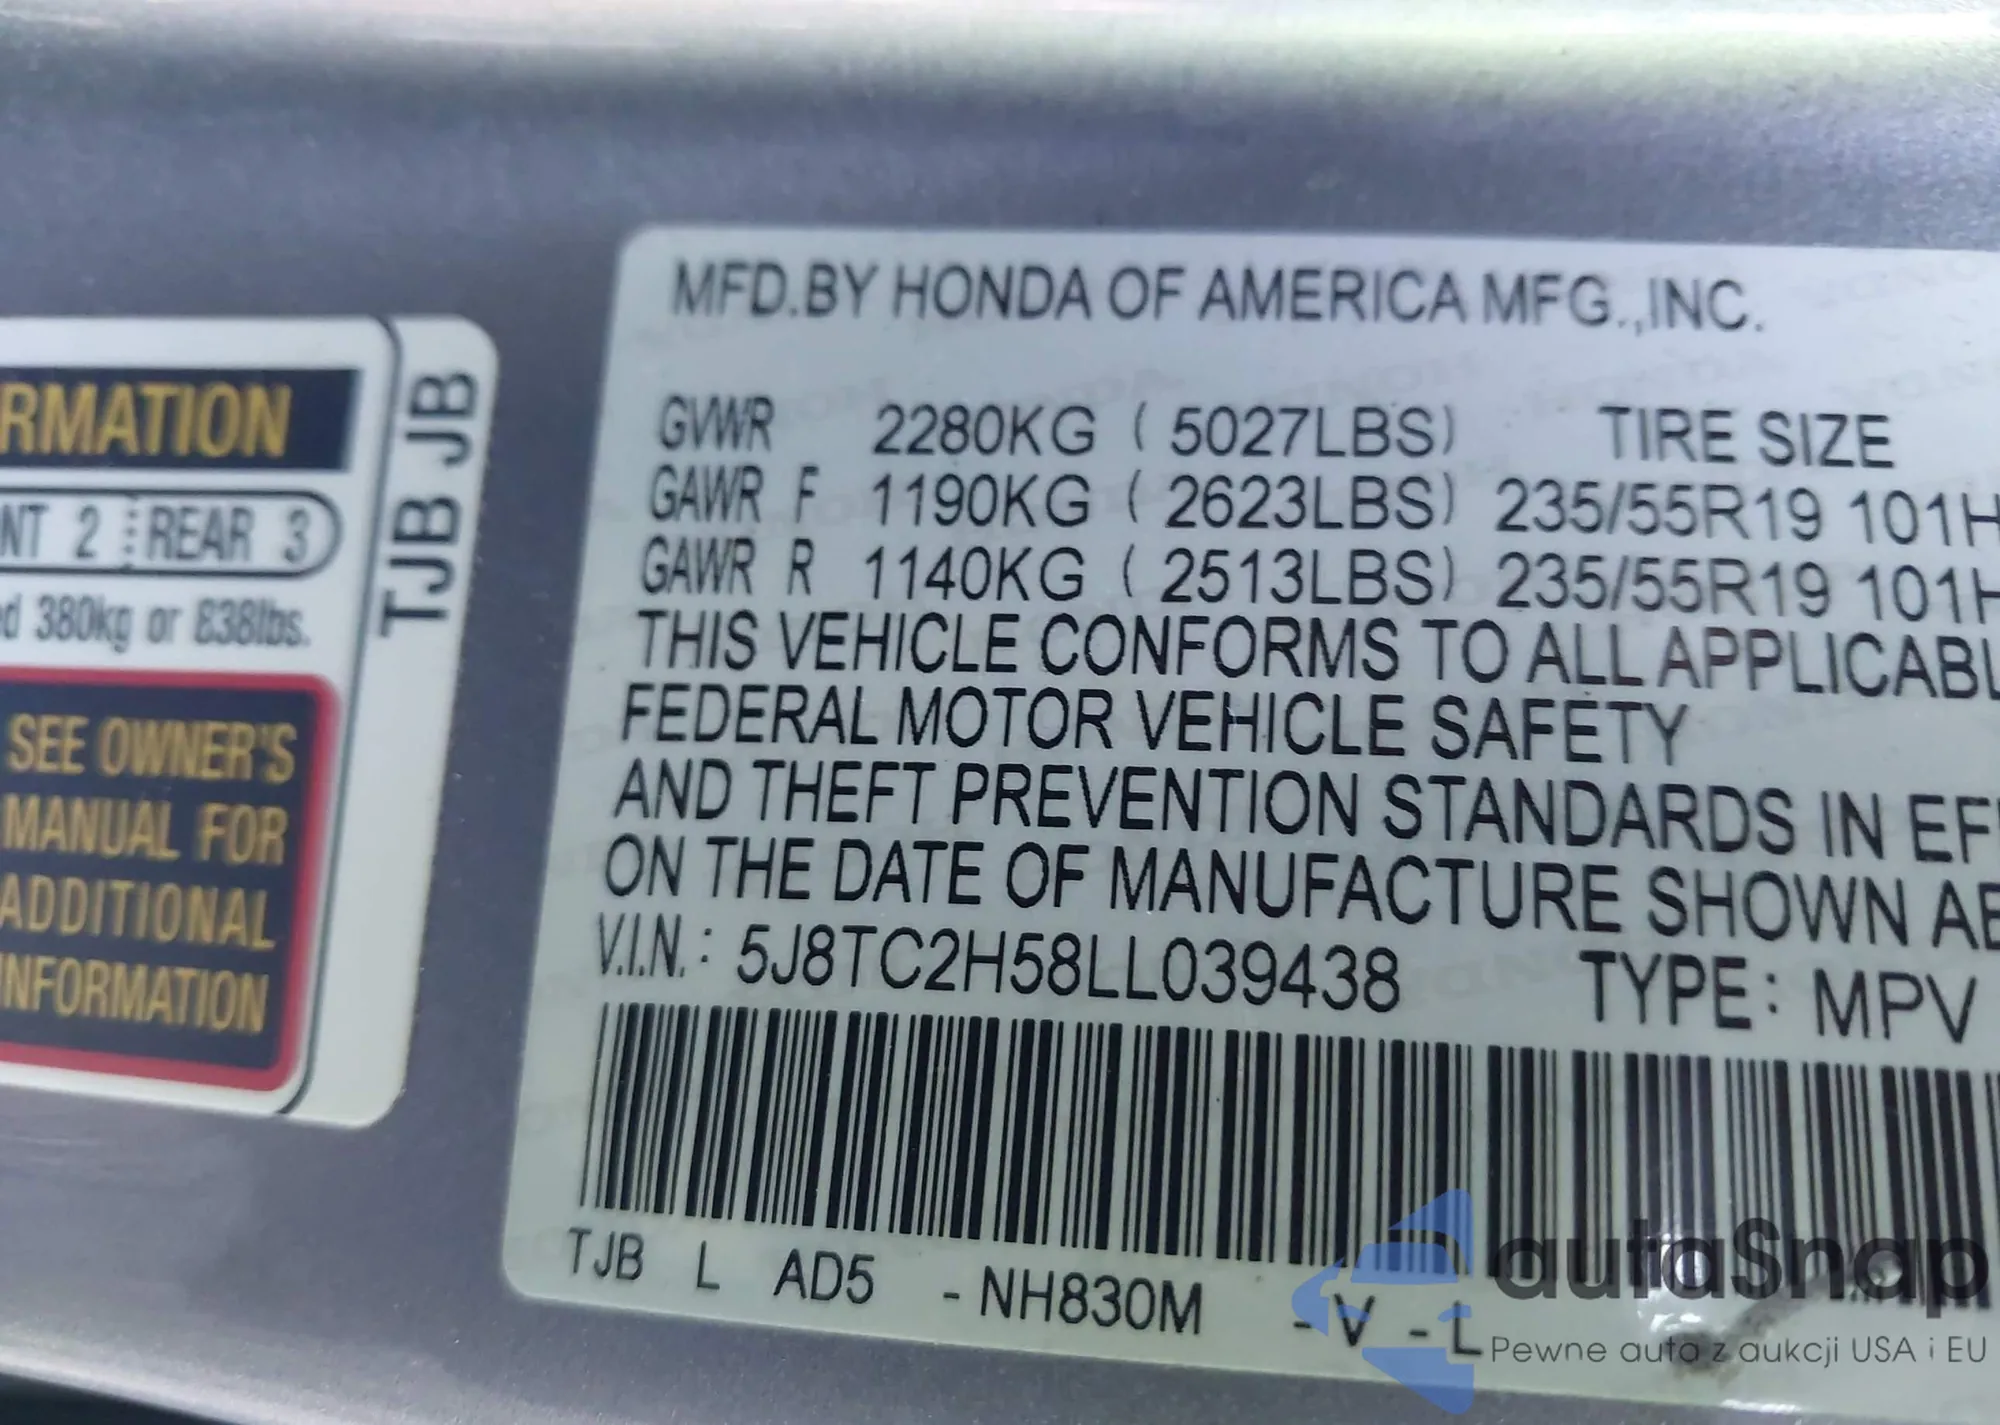 RMATION
NT 2 REAR 3
ed 380kg or 838lbs.
SEE OWNER'S
MANUAL FOR
ADDITIONAL
INFORMATION
TJB JB
MFD.BY HONDA OF AMERICA MFG.,INC.
GVWR 2280KG ( 5027LBS) TIRE SIZE
GAWR F 1190KG ( 2623LBS) 235/55R19 101H
GAWR R 1140KG ( 2513LBS) 235/55R19 101H
THIS VEHICLE CONFORMS TO ALL APPLICABL
FEDERAL MOTOR VEHICLE SAFETY
AND THEFT PREVENTION STANDARDS IN EFF
ON THE DATE OF MANUFACTURE SHOWN AB
V.I.N.: 5J8TC2H58LL039438 TYPE: MPV
TJB L AD5 - NH830M - V - L
autaSnap
Pewne auta z aukcji USA i EU